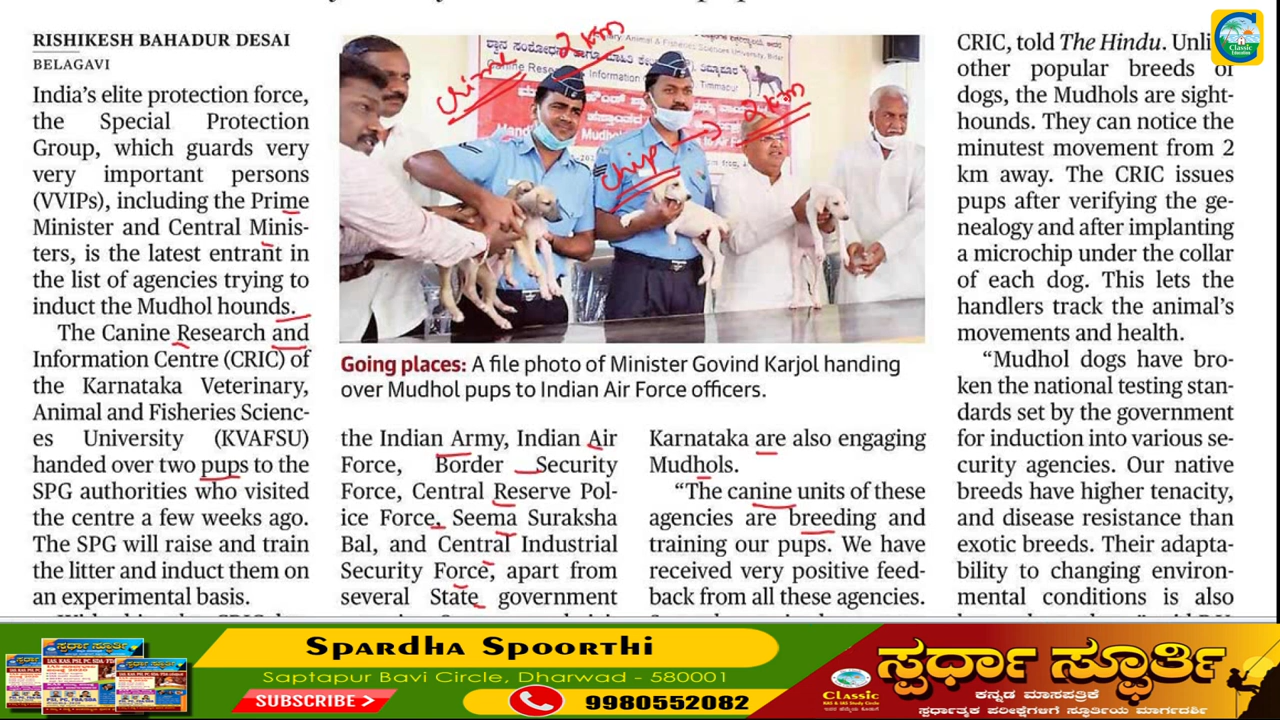 RISHIKESH BAHADUR DESAI
BELAGAVI
India's elite protection force,
the Special Protection
Group, which guards very
very important persons
(VVIPs), including the Prime
Minister and Central Minis-
ters, is the latest entrant in
the list of agencies trying to
induct the Mudhol hounds.
The Canine Research and
Information Centre (CRIC) of
the Karnataka Veterinary,
Animal and Fisheries Scienc-
es University (KVAFSU)
handed over two pups to the
SPG authorities who visited
the centre a few weeks ago.
The SPG will raise and train
the litter and induct them on
an experimental basis.
2 km
chip
2 km
Going places: A file photo of Minister Govind Karjol handing
over Mudhol pups to Indian Air Force officers.
the Indian Army, Indian Air
Force, Border Security
Force, Central Reserve Pol-
ice Force, Seema Suraksha
Bal, and Central Industrial
Security Force, apart from
several State government
Karnataka are also engaging
Mudhols.
"The canine units of these
agencies are breeding and
training our pups. We have
received very positive feed-
back from all these agencies.
CRIC, told The Hindu.
other popular breeds of
dogs, the Mudhols are sight-
hounds. They can notice the
minutest movement from 2
km away. The CRIC issues
pups after verifying the ge-
nealogy and after implanting
a microchip under the collar
of each dog. This lets the
handlers track the animal's
movements and health.
"Mudhol dogs have bro-
ken the national testing stan-
dards set by the government
for induction into various se-
curity agencies. Our native
breeds have higher tenacity,
and disease resistance than
exotic breeds. Their adapta-
bility to changing environ-
mental conditions is also
Classic
Education
Spardha Spoorthi
Saptapur Bavi Circle, Dharwad - 580001
SUBSCRIBE
9980552082
Classic
ಸ್ಪರ್ಧಾ ಸ್ಫೂರ್ತಿ
ಕನ್ನಡ ಮಾಸಪತ್ರಿಕೆ
ಸ್ಪರ್ಧಾತ್ಮಕ ಪರೀಕ್ಷೆಗಳಿಗೆ ಸ್ಫೂರ್ತಿಯ ಮಾರ್ಗದರ್ಶಿ